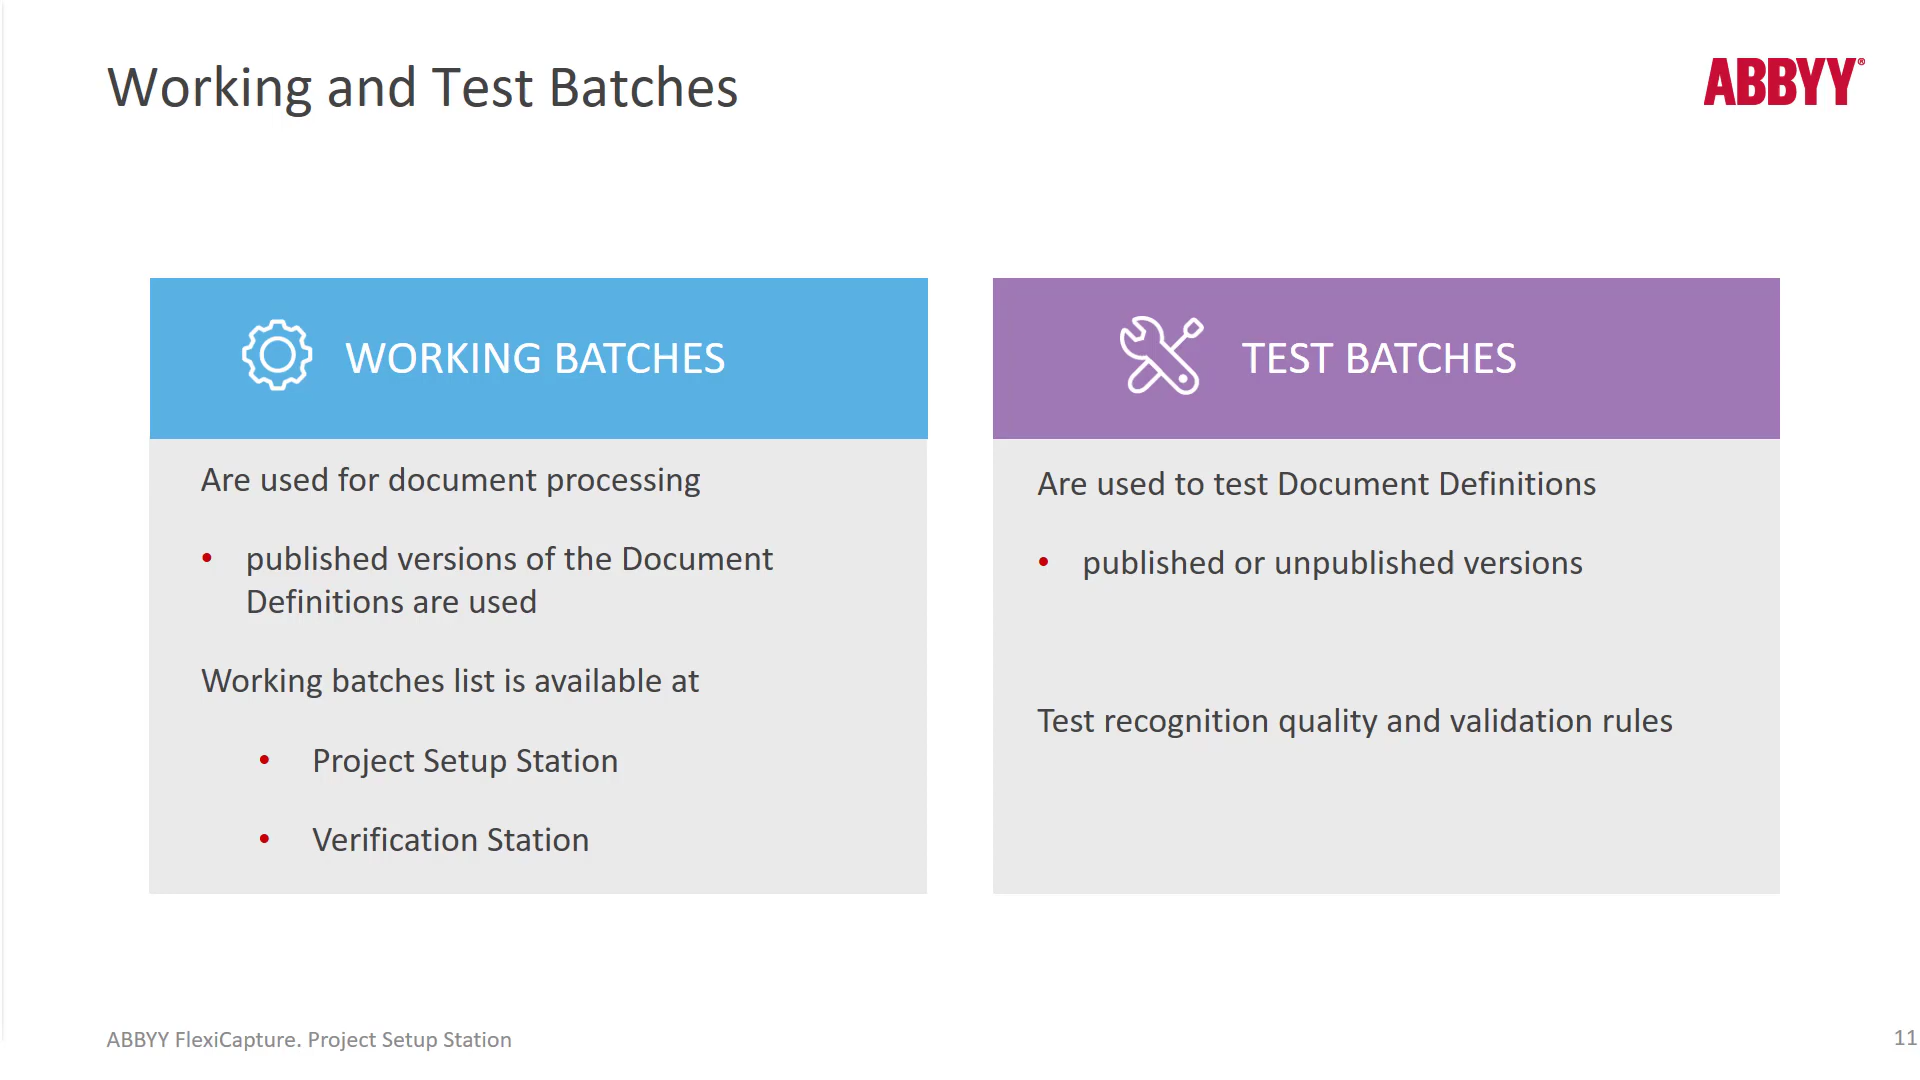 Working and Test Batches
ABBYY®
WORKING BATCHES
Are used for document processing
• published versions of the Document
Definitions are used
Working batches list is available at
• Project Setup Station
• Verification Station
TEST BATCHES
Are used to test Document Definitions
• published or unpublished versions
Test recognition quality and validation rules
ABBYY FlexiCapture. Project Setup Station
11